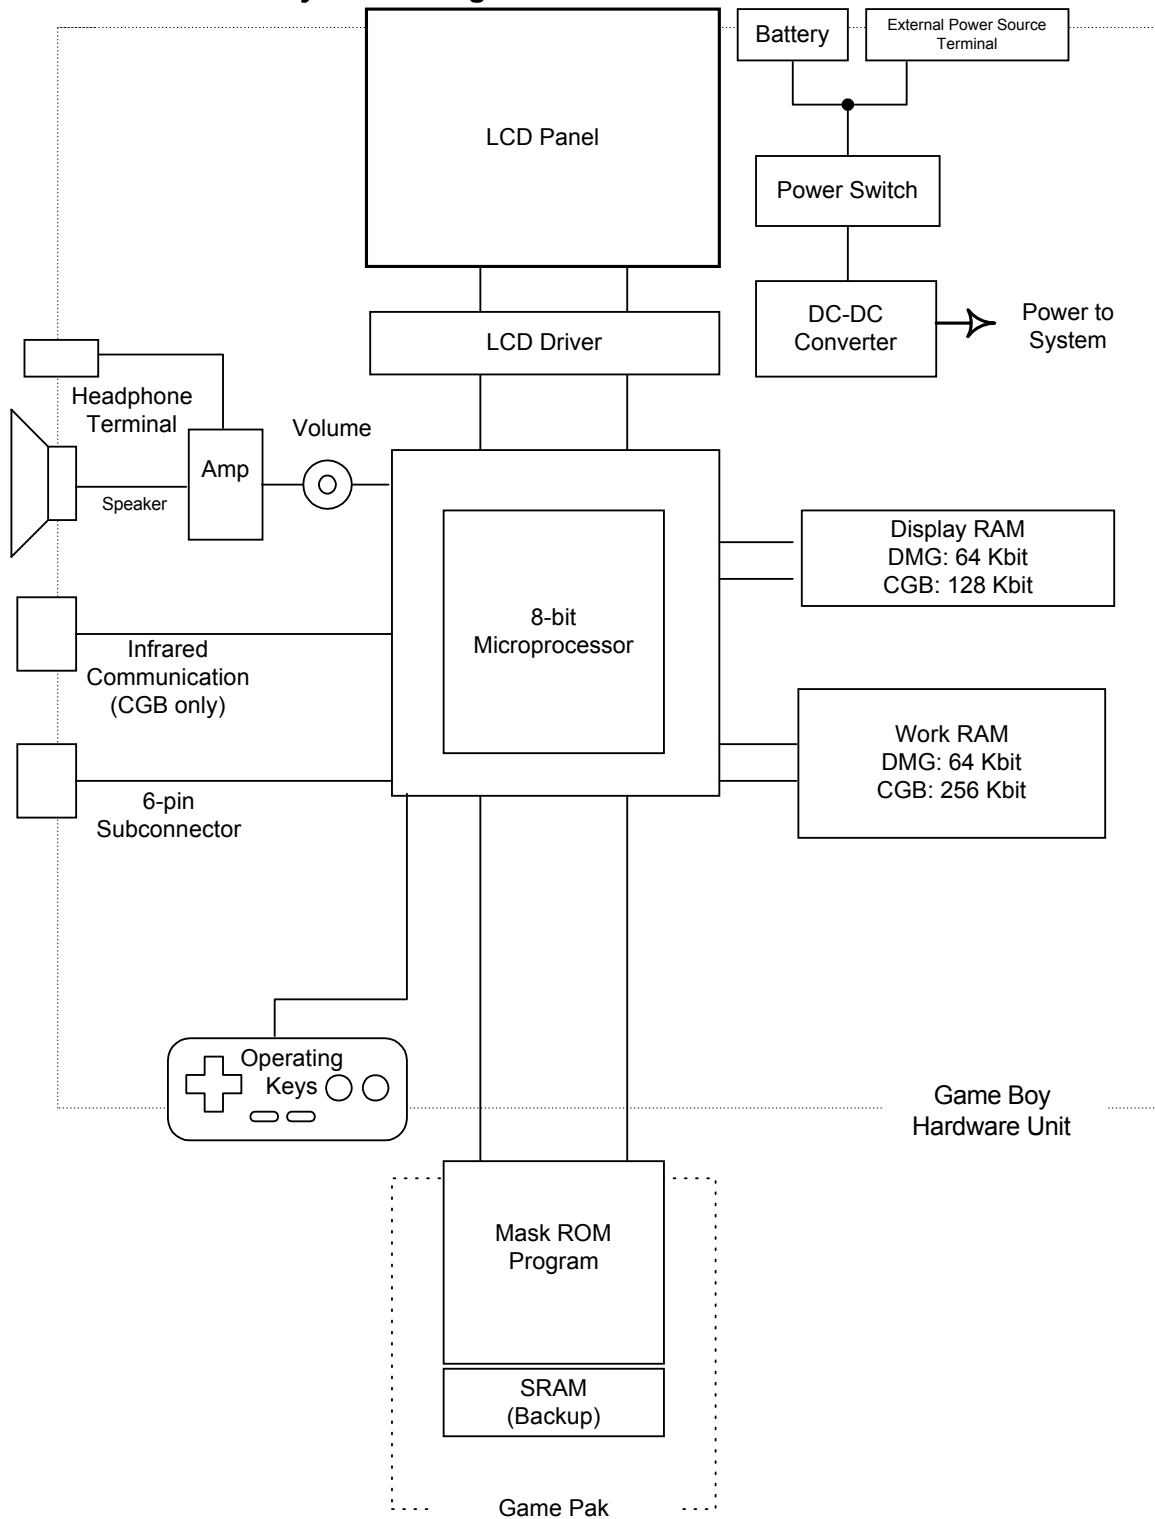 Battery
External Power Source
Terminal
LCD Panel
Power Switch
DC-DC
Converter
Power to
System
LCD Driver
Headphone
Terminal
Volume
Amp
Speaker
Display RAM
DMG: 64 Kbit
CGB: 128 Kbit
8-bit
Microprocessor
Infrared
Communication
(CGB only)
Work RAM
DMG: 64 Kbit
CGB: 256 Kbit
6-pin
Subconnector
Operating
Keys
Game Boy
Hardware Unit
Mask ROM
Program
SRAM
(Backup)
Game Pak